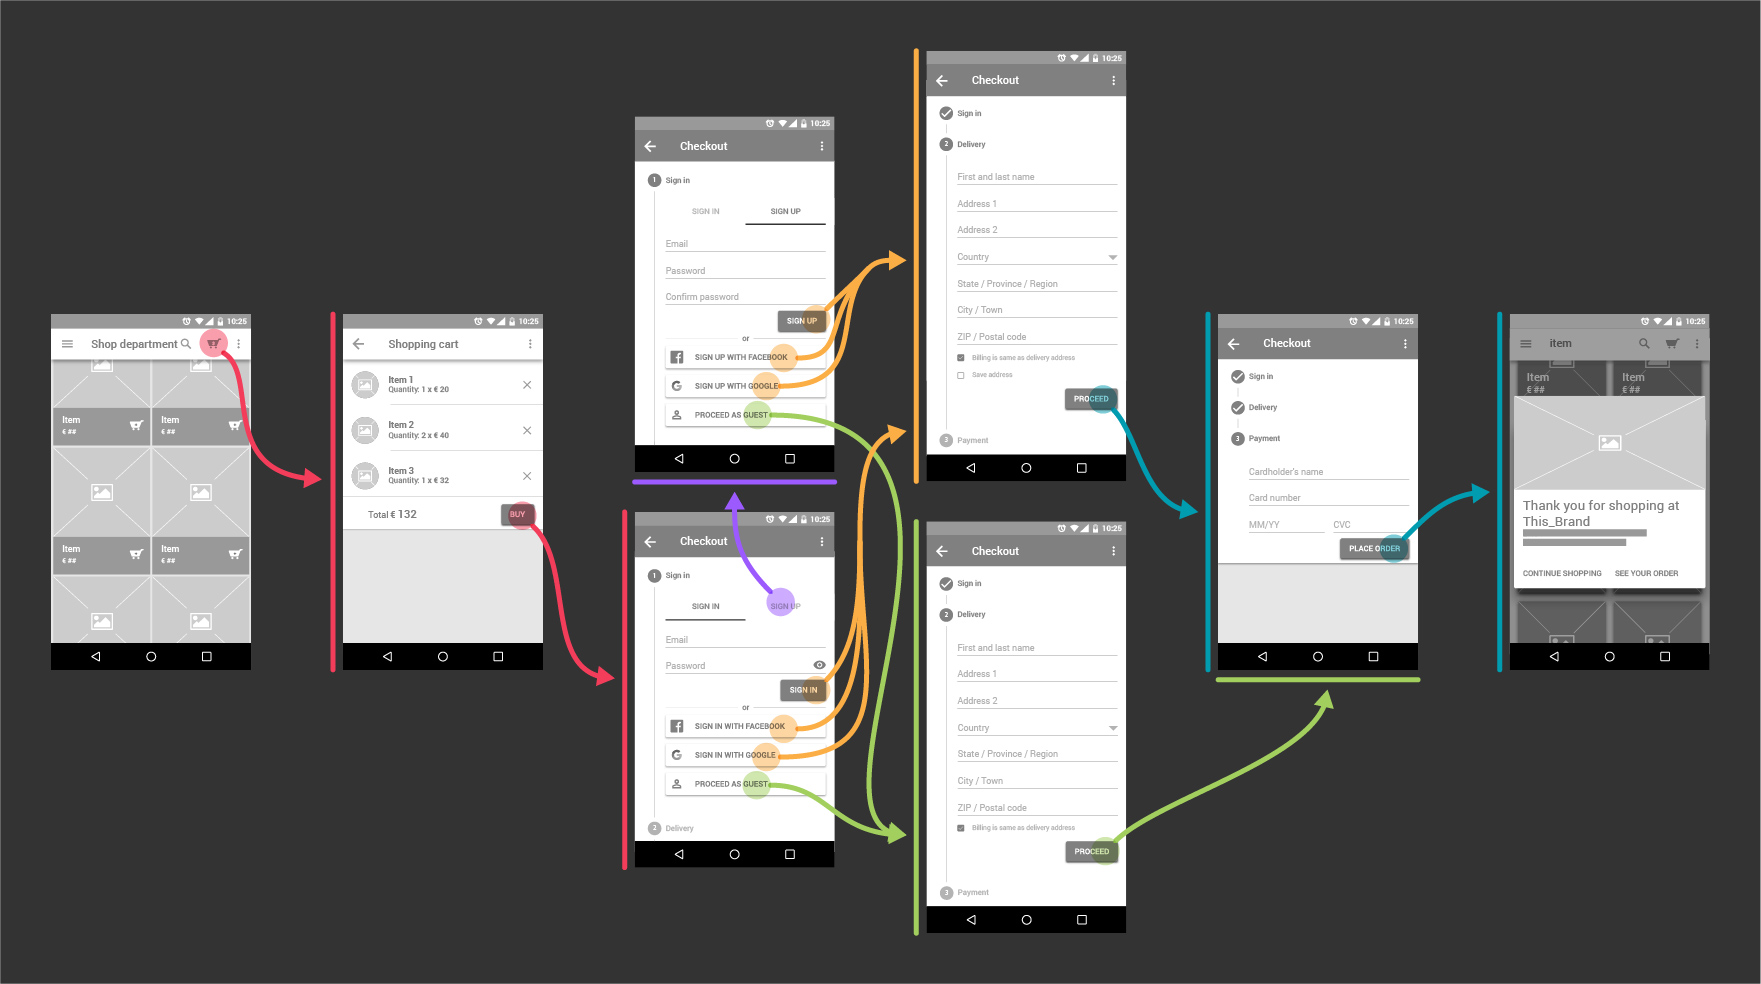 10:25
Shop department
Item
€ ##
Item
€ ##
Item
€ ##
Item
€ ##
10:25
Shopping cart
Item 1
Quantity: 1 x € 20
Item 2
Quantity: 2 x € 40
Item 3
Quantity: 1 x € 32
Total € 132
BUY
10:25
Checkout
1 Sign in
SIGN IN SIGN UP
Email
Password
Confirm password
SIGN UP
or
SIGN UP WITH FACEBOOK
G SIGN UP WITH GOOGLE
PROCEED AS GUEST
10:25
Checkout
1 Sign in
SIGN IN SIGN UP
Email
Password
SIGN IN
or
SIGN IN WITH FACEBOOK
G SIGN IN WITH GOOGLE
PROCEED AS GUEST
2 Delivery
10:25
Checkout
Sign in
2 Delivery
First and last name
Address 1
Address 2
Country
State / Province / Region
City / Town
ZIP / Postal code
Billing is same as delivery address
Save address
PROCEED
3 Payment
10:25
Checkout
Sign in
2 Delivery
First and last name
Address 1
Address 2
Country
State / Province / Region
City / Town
ZIP / Postal code
Billing is same as delivery address
PROCEED
3 Payment
10:25
Checkout
Sign in
Delivery
3 Payment
Cardholder's name
Card number
MM/YY CVC
PLACE ORDER
10:25
item
Item
€ ##
Item
€ ##
Thank you for shopping at
This_Brand
CONTINUE SHOPPING SEE YOUR ORDER